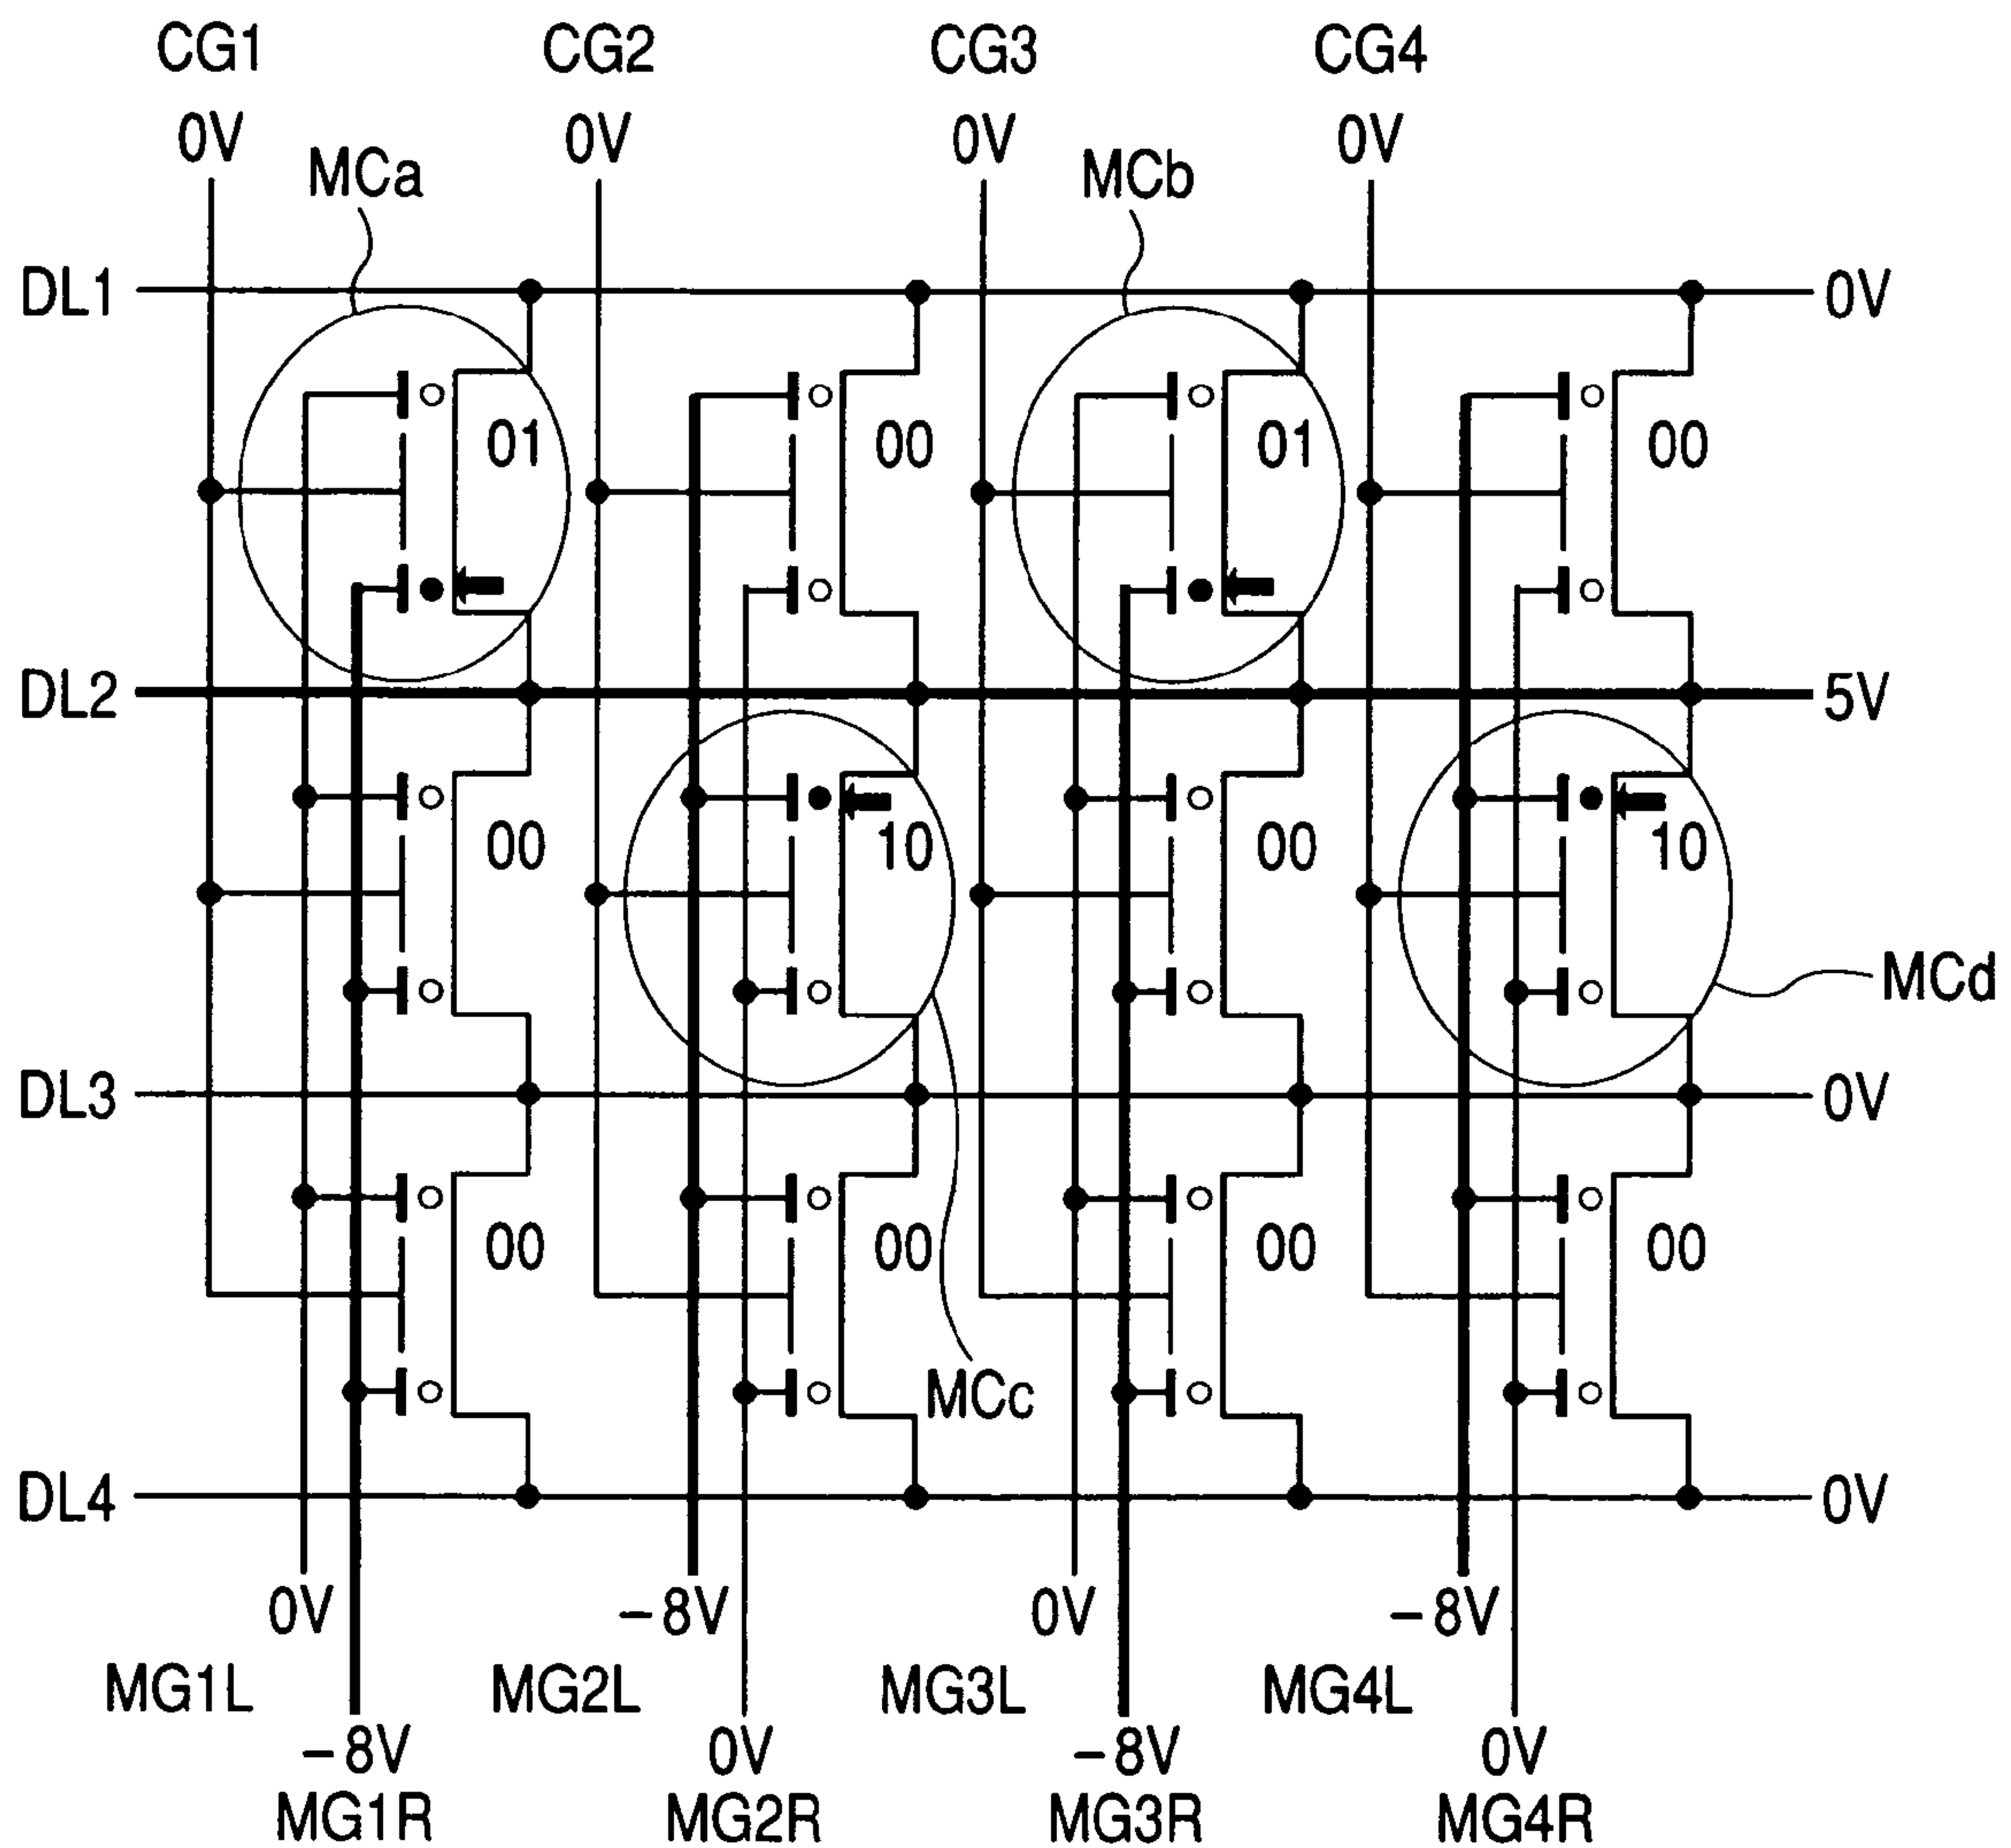 CG1 CG2 CG3 CG4
0V 0V 0V 0V
MCa MCb
DL1 0V
01 00 01 00
DL2 5V
00 10 00 10
MCd
DL3 0V
00 00 00 00
MCc
DL4 0V
0V -8V 0V -8V
MG1L MG2L MG3L MG4L
-8V 0V -8V 0V
MG1R MG2R MG3R MG4R